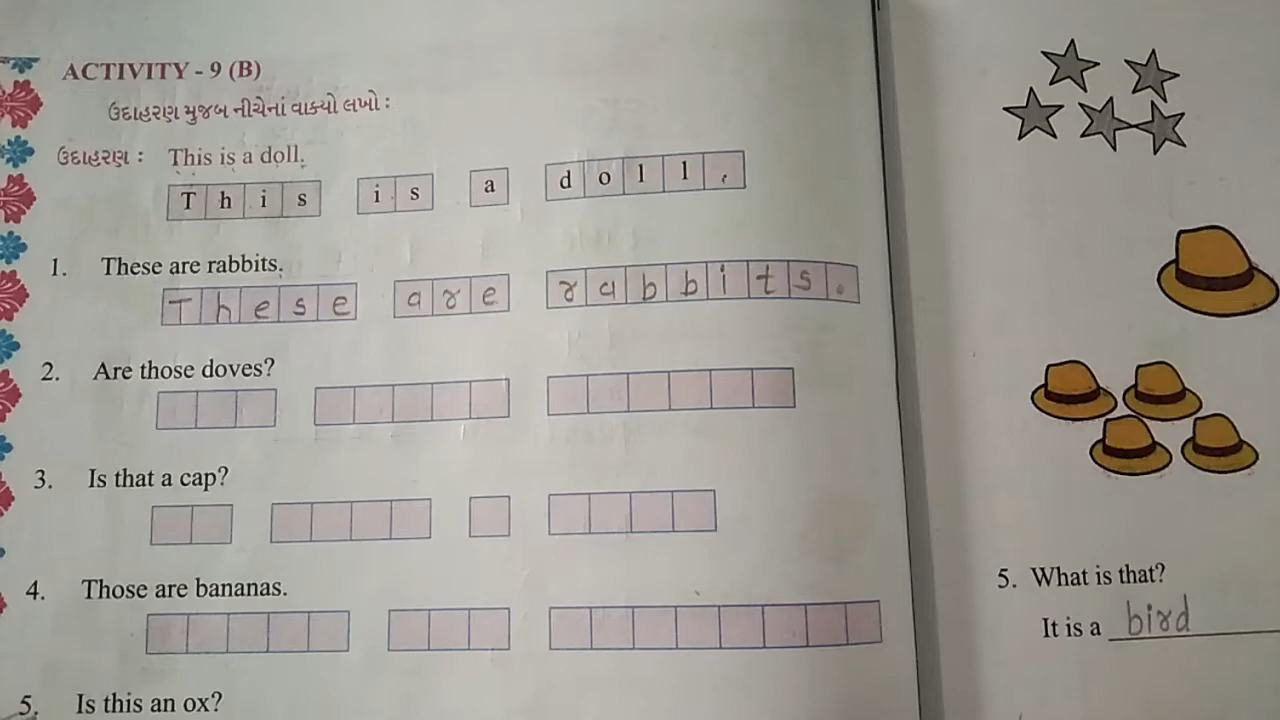 ACTIVITY - 9 (B)
ઉદાહરણ મુજબ નીચેનાં વાક્યો લખો :
ઉદાહરણ : This is a doll.
T h i s i s a d o l l .
1. These are rabbits.
T h e s e a r e r a b b i t s .
2. Are those doves?
3. Is that a cap?
4. Those are bananas.
5. Is this an ox?
5. What is that?
It is a bird